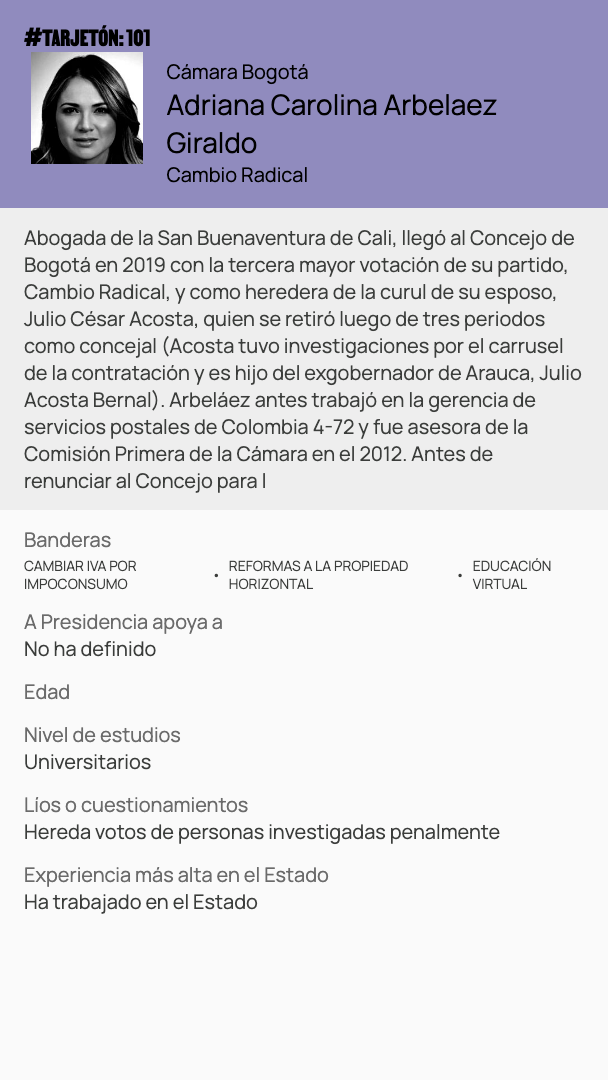 #TARJETÓN: 101
Cámara Bogotá
Adriana Carolina Arbelaez
Giraldo
Cambio Radical
Abogada de la San Buenaventura de Cali, llegó al Concejo de
Bogotá en 2019 con la tercera mayor votación de su partido,
Cambio Radical, y como heredera de la curul de su esposo,
Julio César Acosta, quien se retiró luego de tres periodos
como concejal (Acosta tuvo investigaciones por el carrusel
de la contratación y es hijo del exgobernador de Arauca, Julio
Acosta Bernal). Arbeláez antes trabajó en la gerencia de
servicios postales de Colombia 4-72 y fue asesora de la
Comisión Primera de la Cámara en el 2012. Antes de
renunciar al Concejo para l
Banderas
CAMBIAR IVA POR
IMPOCONSUMO
• REFORMAS A LA PROPIEDAD
HORIZONTAL
• EDUCACIÓN
VIRTUAL
A Presidencia apoya a
No ha definido
Edad
Nivel de estudios
Universitarios
Líos o cuestionamientos
Hereda votos de personas investigadas penalmente
Experiencia más alta en el Estado
Ha trabajado en el Estado